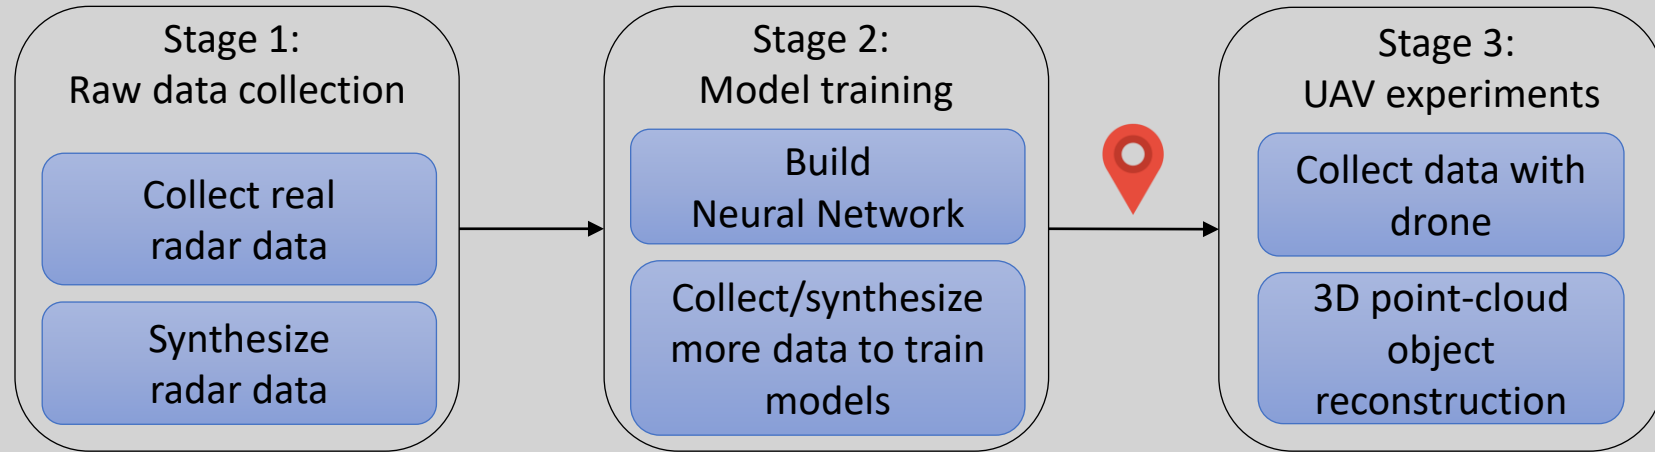 Stage 1:
Raw data collection
Collect real
radar data
Synthesize
radar data
Stage 2:
Model training
Build
Neural Network
Collect/synthesize
more data to train
models
Stage 3:
UAV experiments
Collect data with
drone
3D point-cloud
object
reconstruction